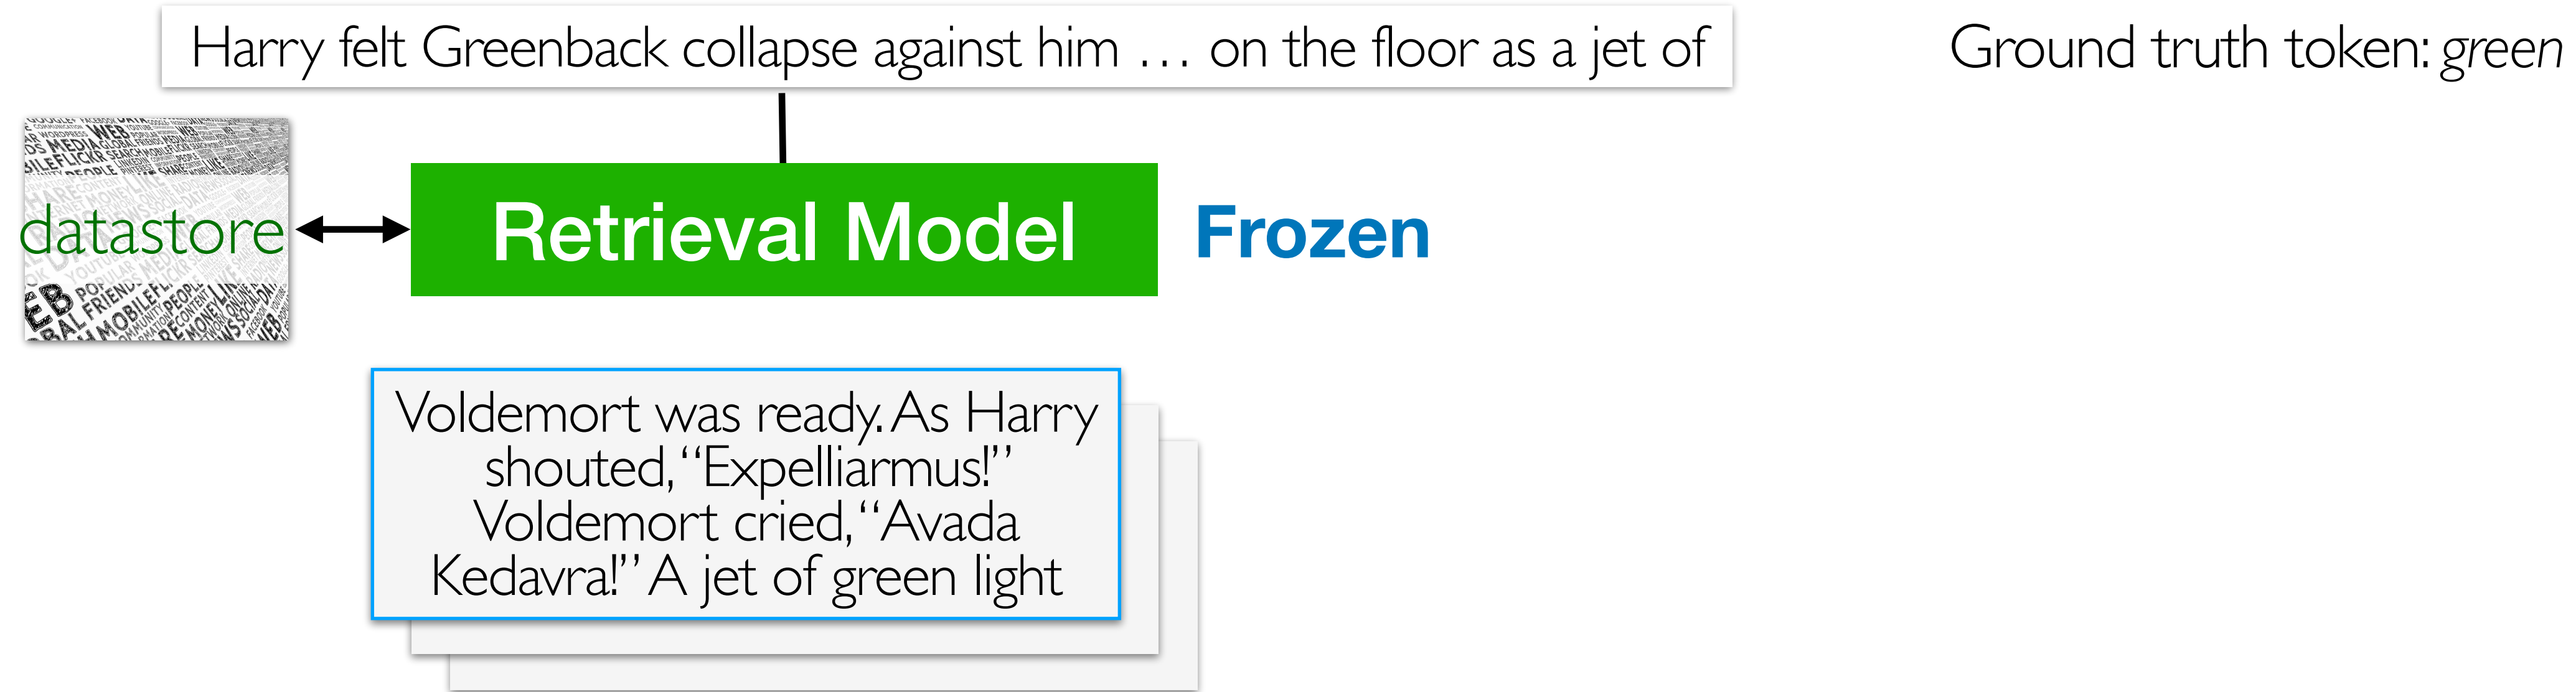 Harry felt Greenback collapse against him … on the floor as a jet of
Ground truth token: green
datastore
Retrieval Model
Frozen
Voldemort was ready. As Harry
shouted, “Expelliarmus!”
Voldemort cried, “Avada
Kedavra!” A jet of green light